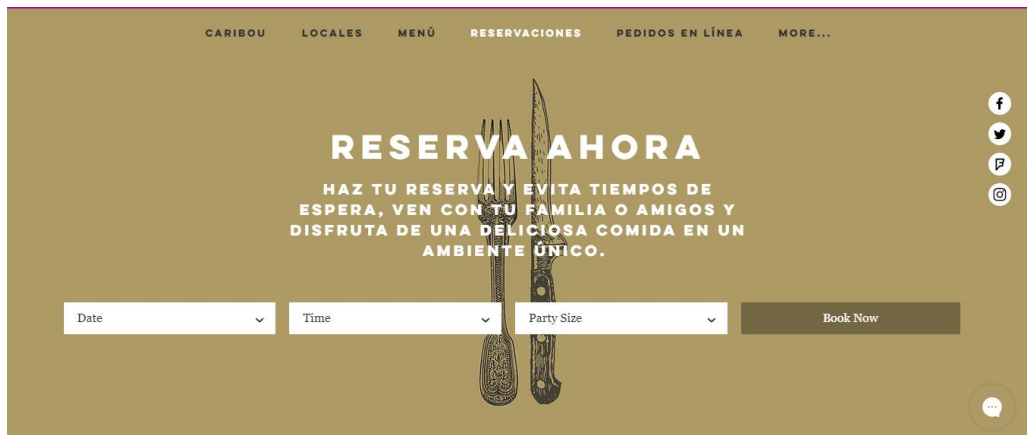 CARIBOU LOCALES MENÚ RESERVACIONES PEDIDOS EN LÍNEA MORE...
RESERVA AHORA
HAZ TU RESERVA Y EVITA TIEMPOS DE
ESPERA, VEN CON TU FAMILIA O AMIGOS Y
DISFRUTA DE UNA DELICIOSA COMIDA EN UN
AMBIENTE ÚNICO.
Date Time Party Size Book Now